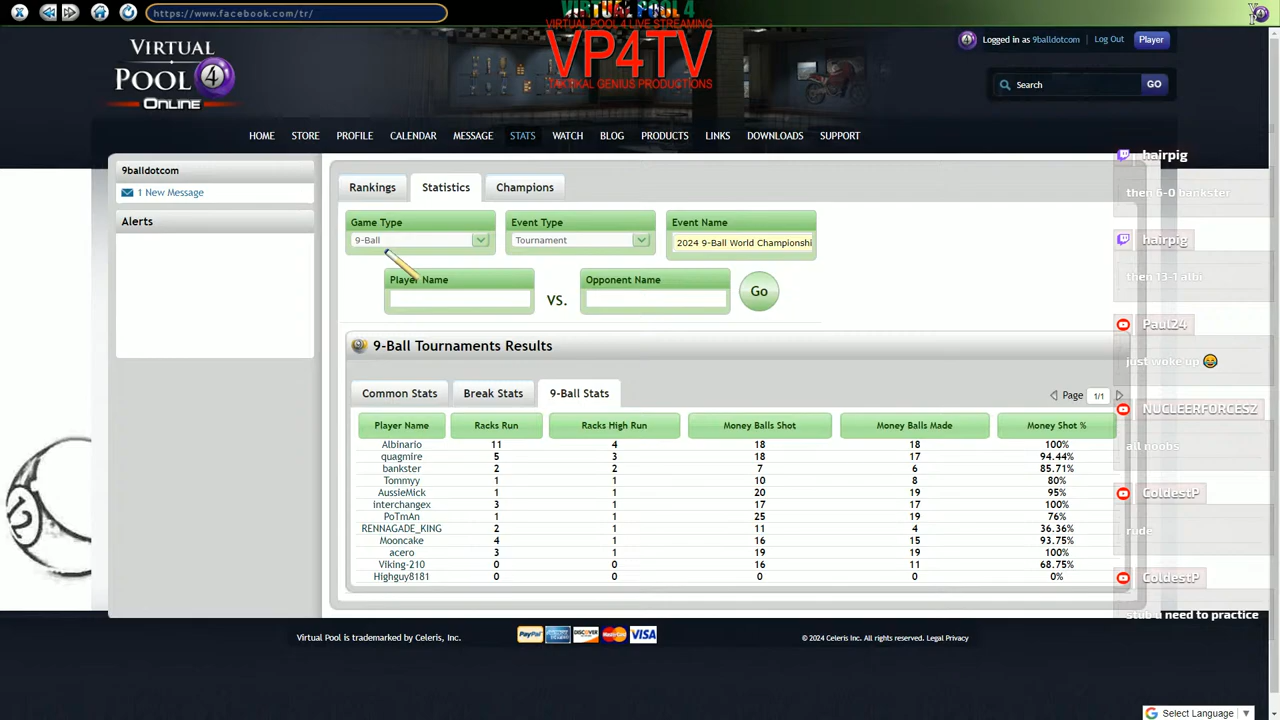 https://www.facebook.com/tr/
VIRTUAL POOL 4
VIRTUAL POOL 4 LIVE STREAMING
VP4TV
TACTIKAL GENIUS PRODUCTIONS
VIRTUAL
POOL 4
ONLINE
Logged in as 9balldotcom Log Out Player
Search GO
HOME STORE PROFILE CALENDAR MESSAGE STATS WATCH BLOG PRODUCTS LINKS DOWNLOADS SUPPORT
9balldotcom
1 New Message
Alerts
Rankings Statistics Champions
Game Type Event Type Event Name
9-Ball Tournament 2024 9-Ball World Championshi
Player Name VS. Opponent Name Go
9-Ball Tournaments Results
Common Stats Break Stats 9-Ball Stats Page 1/1
Player Name Racks Run Racks High Run Money Balls Shot Money Balls Made Money Shot %
Albinario 11 4 18 18 100%
quagmire 5 3 18 17 94.44%
bankster 2 2 7 6 85.71%
Tommyy 1 1 10 8 80%
AussieMick 1 1 20 19 95%
interchangex 3 1 17 17 100%
PoTmAn 1 1 25 19 76%
RENNAGADE_KING 2 1 11 4 36.36%
Mooncake 4 1 16 15 93.75%
acero 3 1 19 19 100%
Viking-210 0 0 16 11 68.75%
Highguy8181 0 0 0 0 0%
hairpig
then 6-0 bankster
hairpig
then 13-1 albi
Paul24
just woke up 😂
NUCLEERFORCESZ
all noobs
ColdestP
rude
ColdestP
stub u need to practice
Virtual Pool is trademarked by Celeris, Inc. PayPal AMERICAN EXPRESS DISCOVER MasterCard VISA © 2024 Celeris Inc. All rights reserved. Legal Privacy
G Select Language ▼